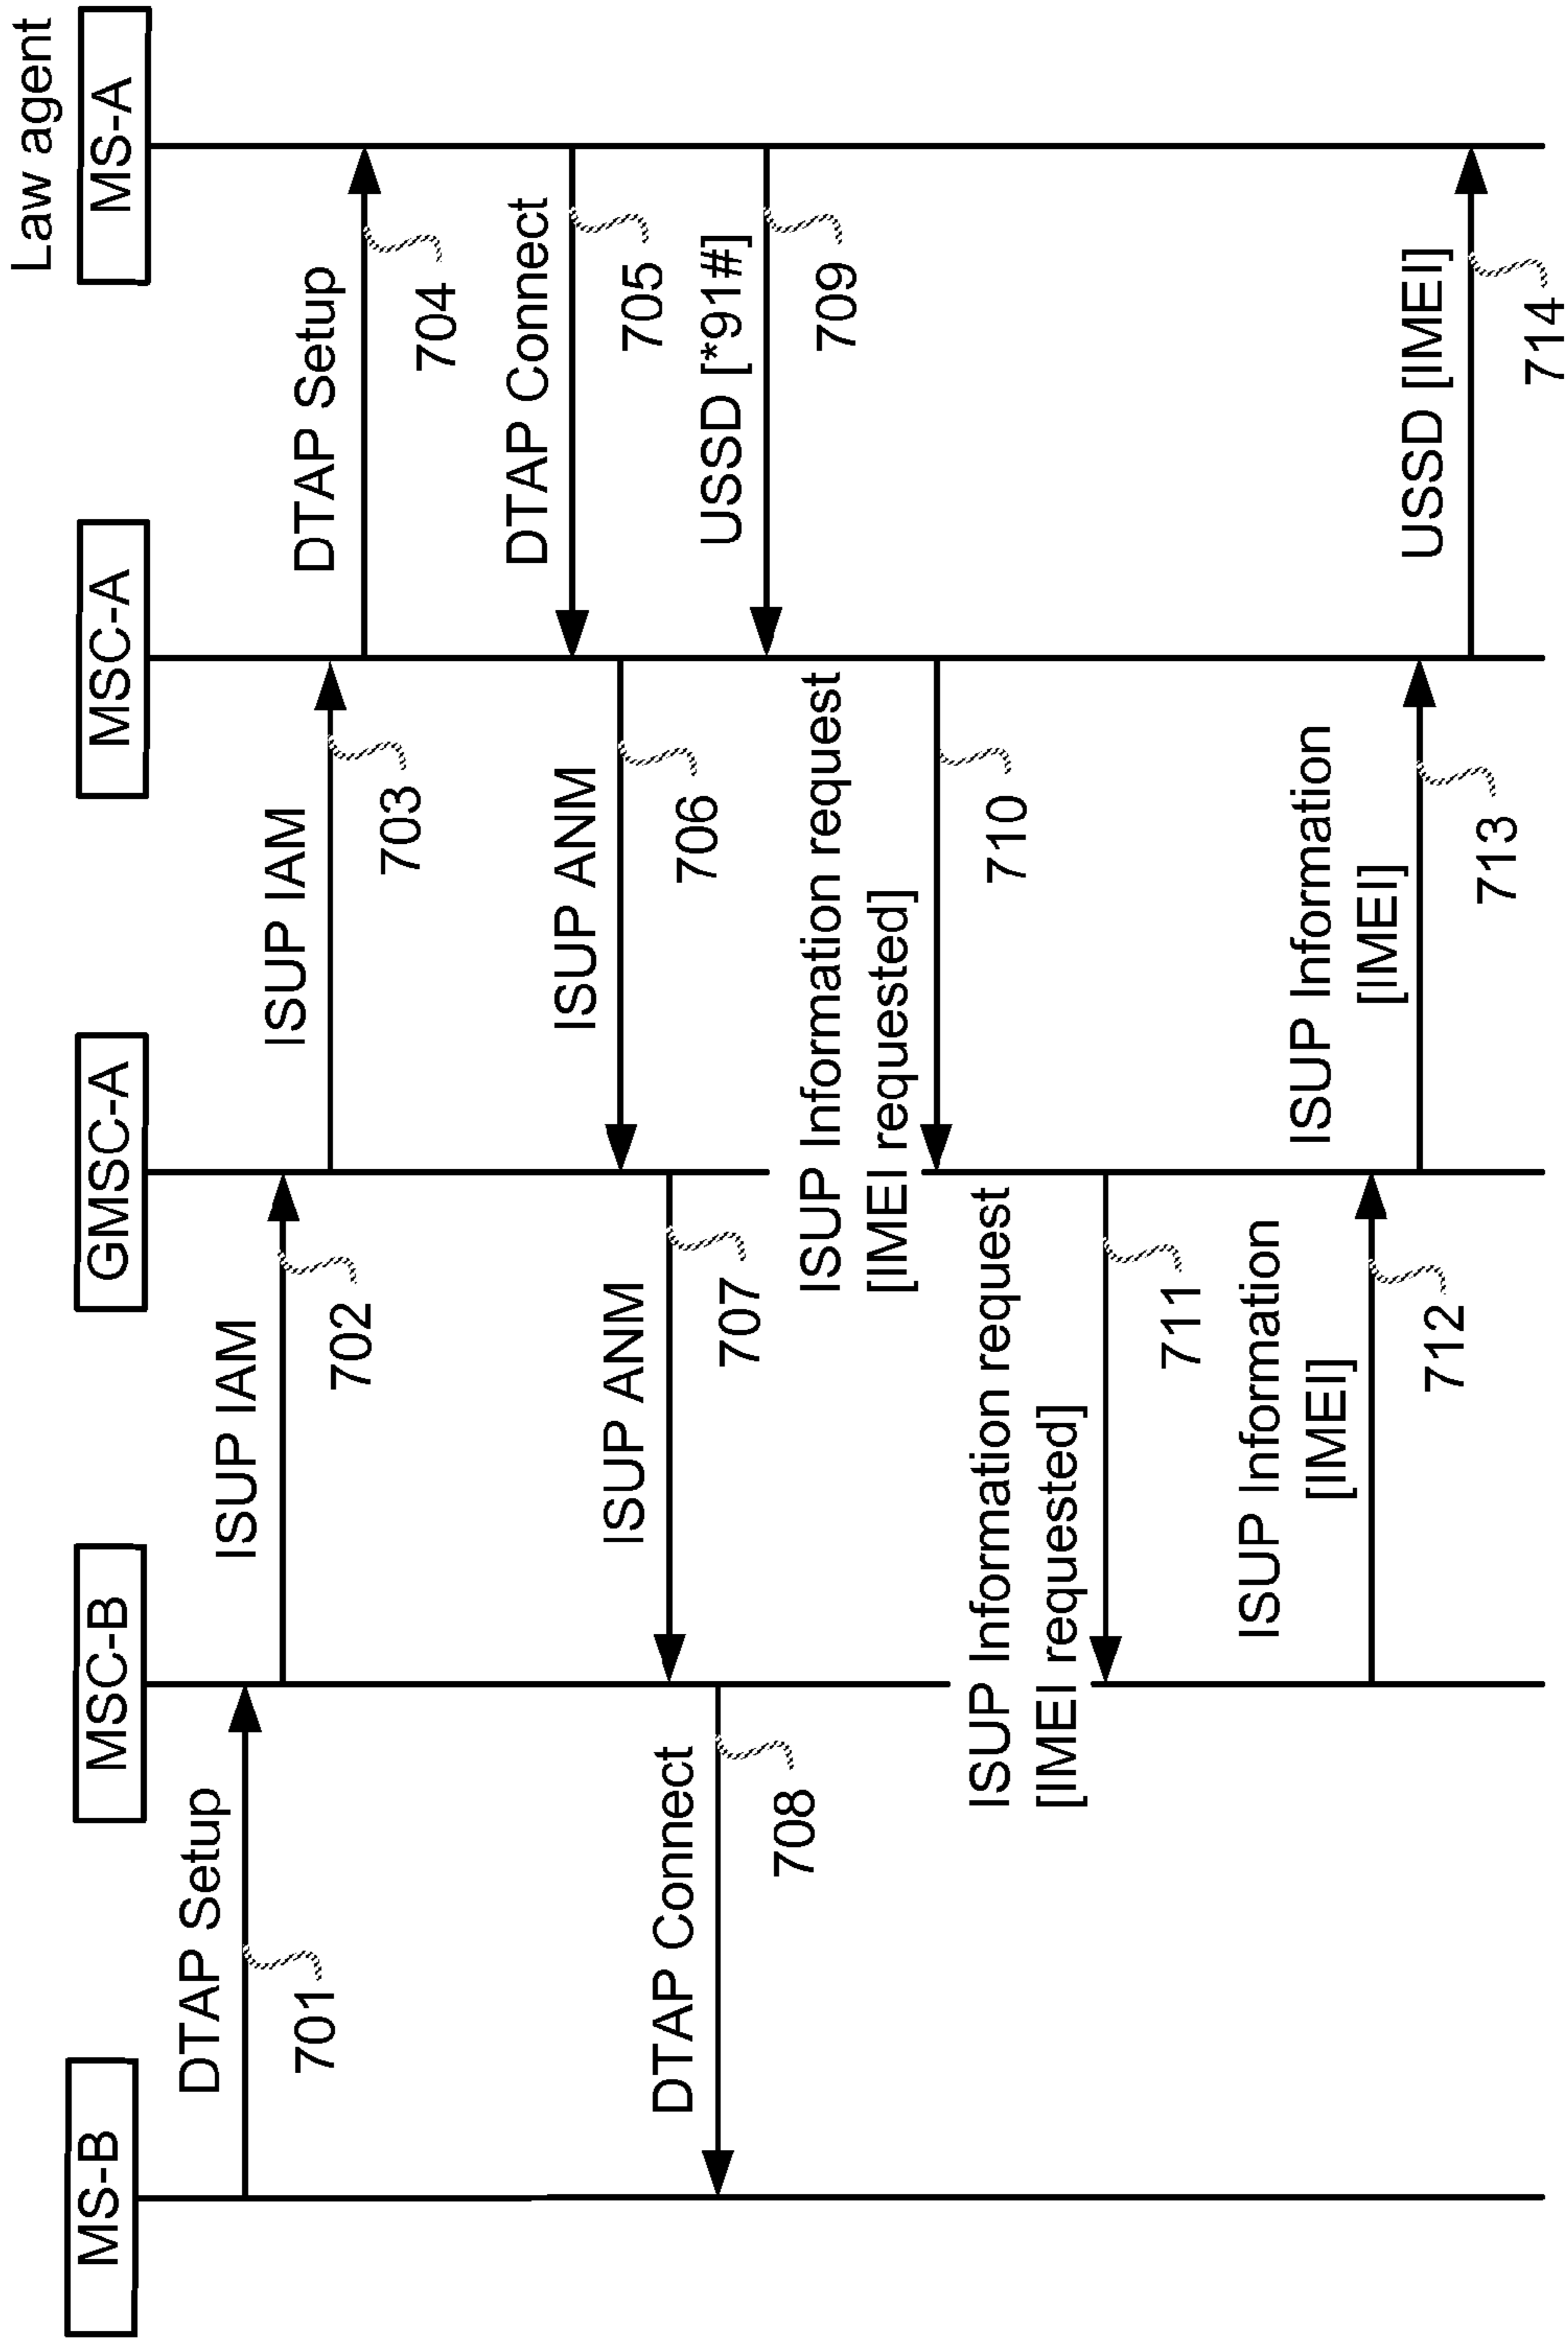 Law agent
MS-B
MSC-B
GMSC-A
MSC-A
MS-A
DTAP Setup
701
ISUP IAM
702
ISUP IAM
703
DTAP Setup
704
DTAP Connect
705
ISUP ANM
706
ISUP ANM
707
DTAP Connect
708
USSD [*91#]
709
ISUP Information request
[IMEI requested]
710
ISUP Information request
[IMEI requested]
711
ISUP Information
[IMEI]
712
ISUP Information
[IMEI]
713
USSD [IMEI]
714